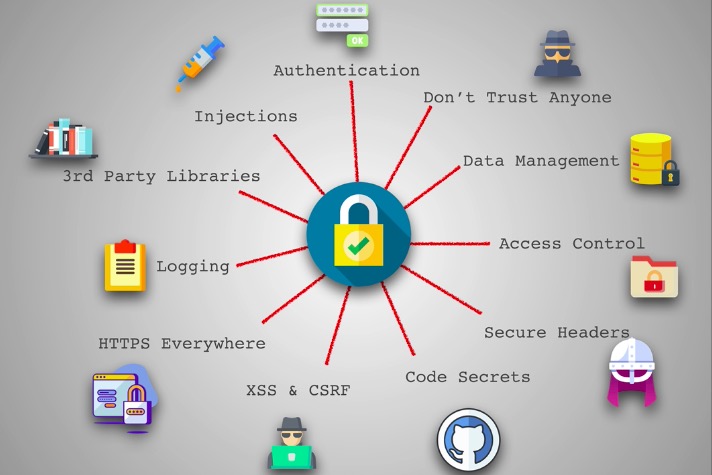 OK
Authentication
Don't Trust Anyone
Injections
Data Management
3rd Party Libraries
Access Control
Logging
Secure Headers
HTTPS Everywhere
Code Secrets
XSS & CSRF